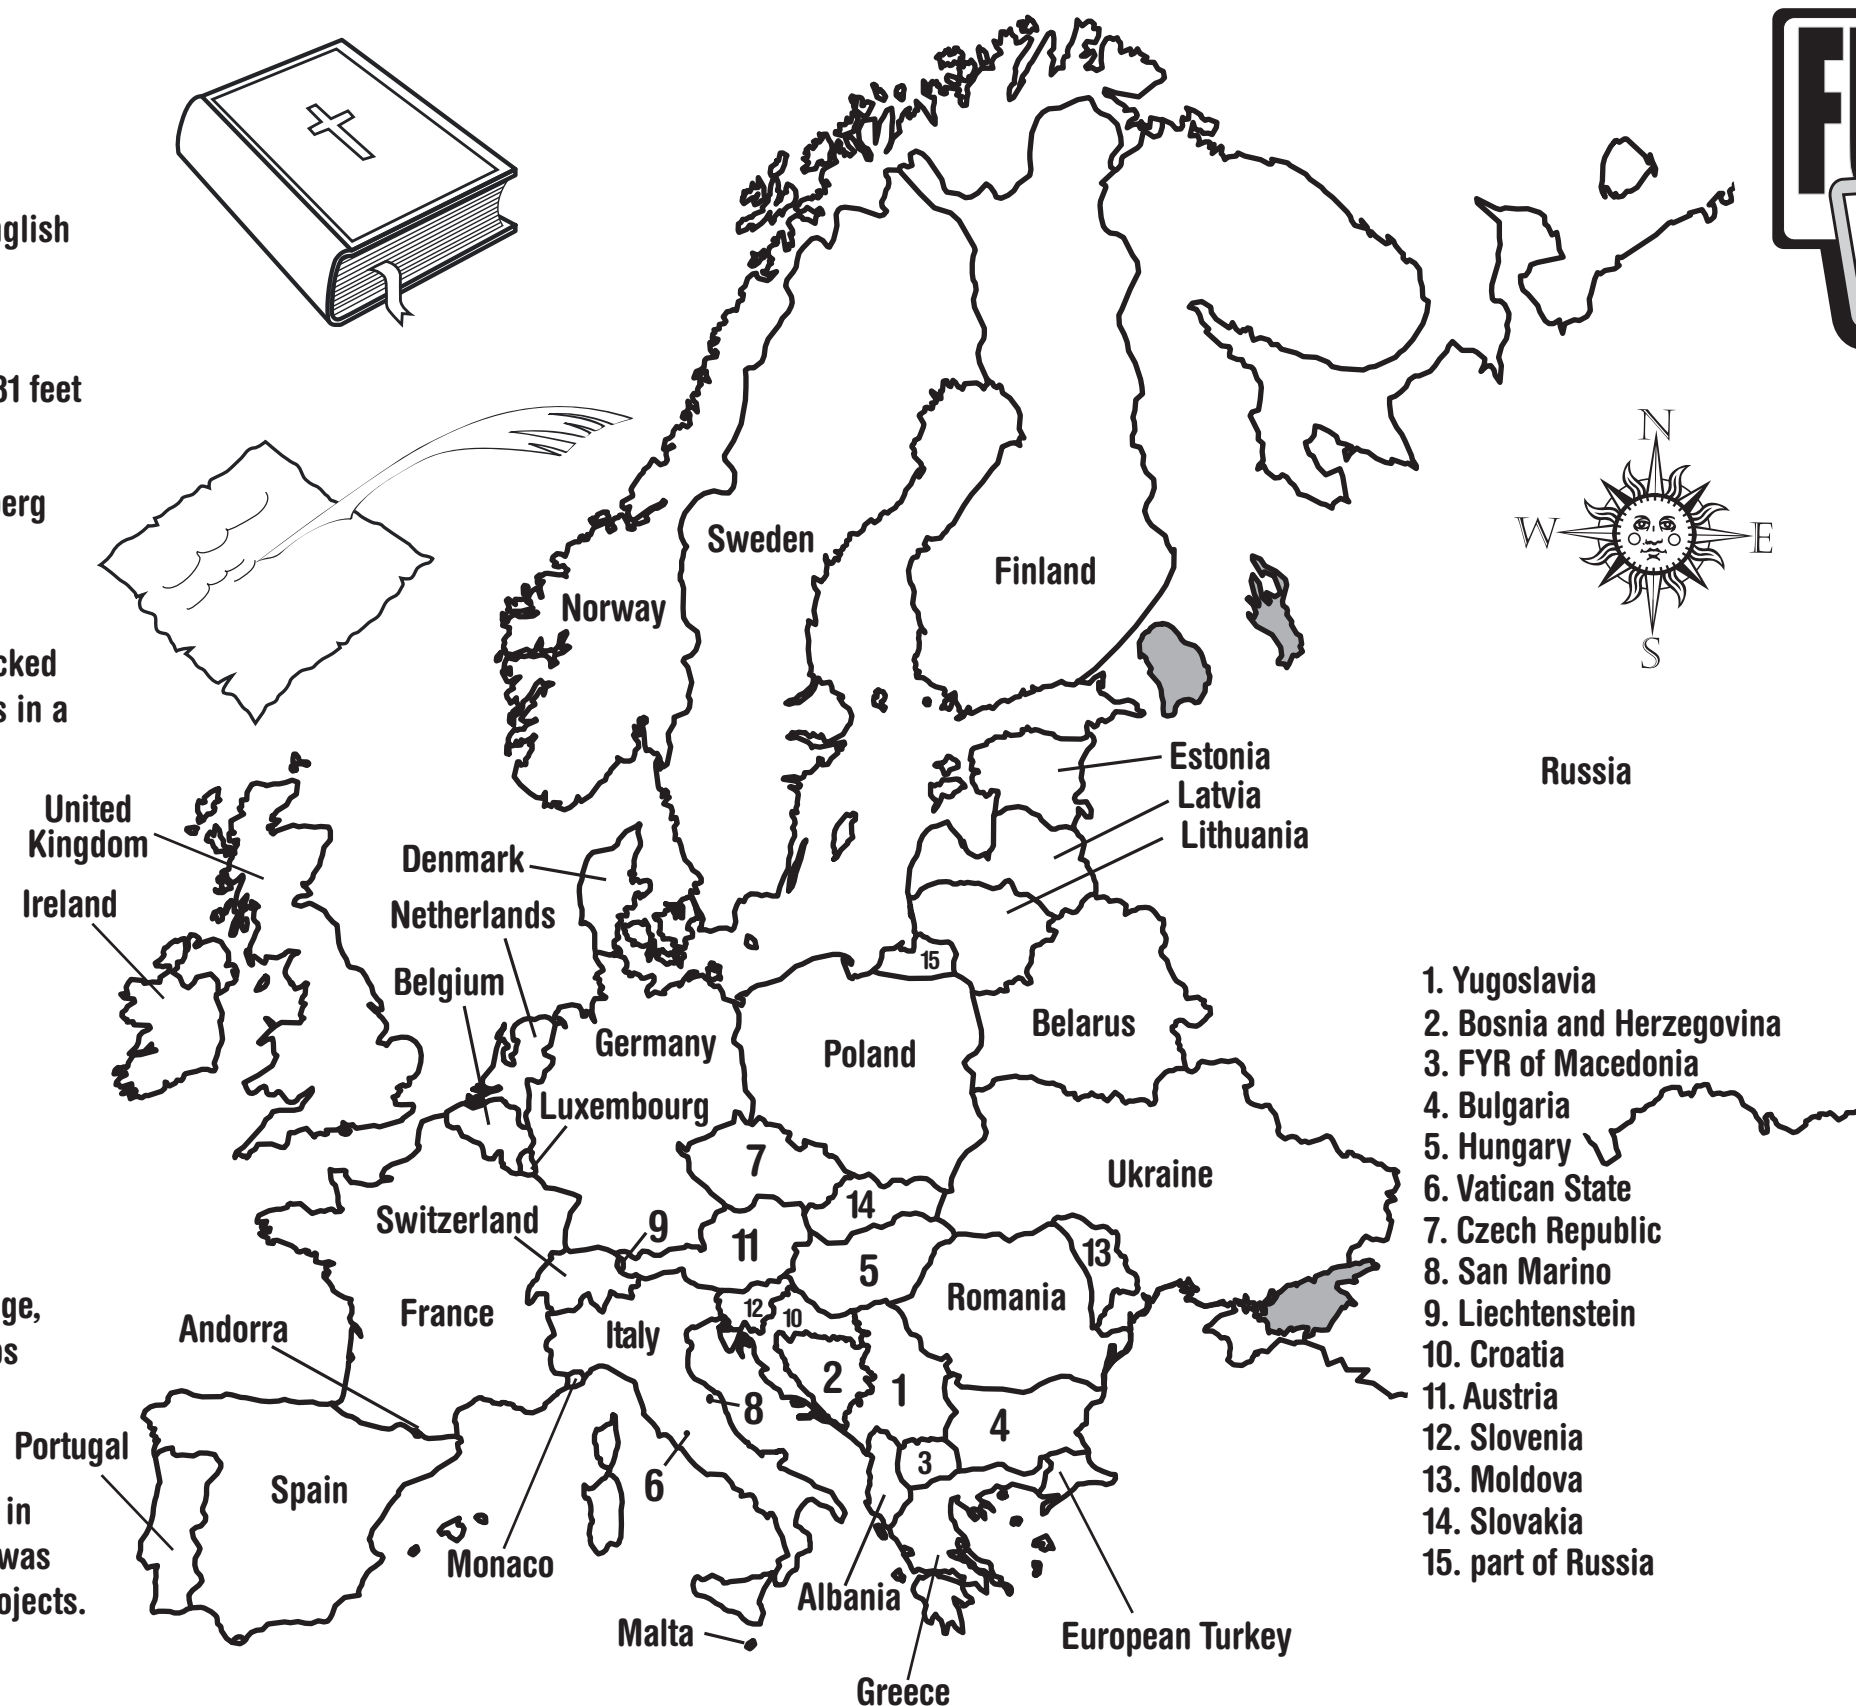 nglish
31 feet
berg
cked
s in a
ge,
os
in
was
ojects.
N
W
E
S
Norway
Sweden
Finland
Russia
Estonia
Latvia
Lithuania
United
Kingdom
Ireland
Denmark
Netherlands
Belgium
Luxembourg
Germany
Poland
Belarus
Ukraine
15
7
14
9
11
5
13
12
10
2
1
8
4
3
6
Switzerland
France
Italy
Romania
Andorra
Portugal
Spain
Monaco
Malta
Albania
Greece
European Turkey
1. Yugoslavia
2. Bosnia and Herzegovina
3. FYR of Macedonia
4. Bulgaria
5. Hungary
6. Vatican State
7. Czech Republic
8. San Marino
9. Liechtenstein
10. Croatia
11. Austria
12. Slovenia
13. Moldova
14. Slovakia
15. part of Russia